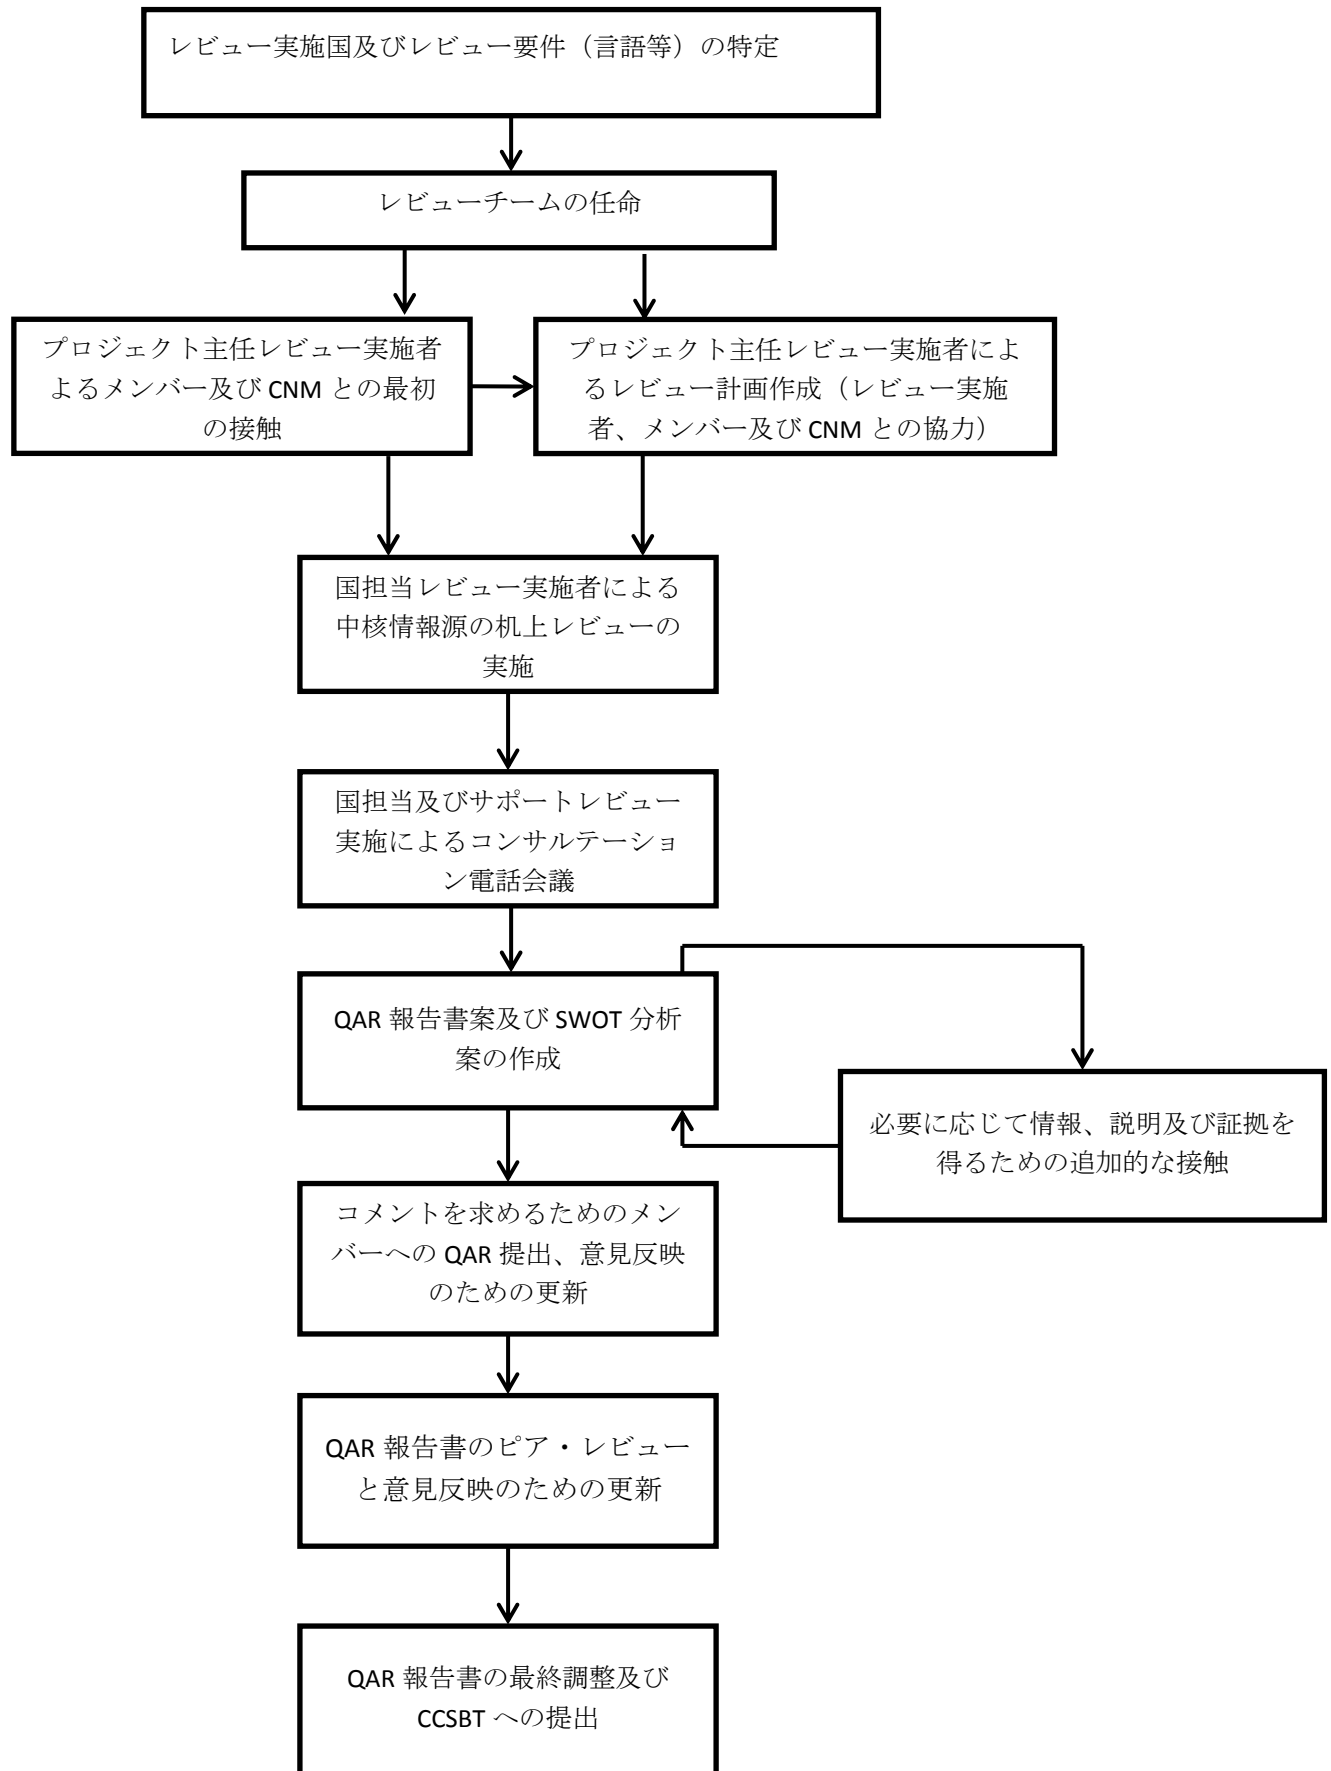 レビュー実施国及びレビュー要件（言語等）の特定
レビューチームの任命
プロジェクト主任レビュー実施者
よるメンバー及び CNM との最初
の接触
プロジェクト主任レビュー実施者によ
るレビュー計画作成（レビュー実施
者、メンバー及び CNM との協力）
国担当レビュー実施者による
中核情報源の机上レビューの
実施
国担当及びサポートレビュー
実施によるコンサルテーショ
ン電話会議
QAR 報告書案及び SWOT 分析
案の作成
必要に応じて情報、説明及び証拠を
得るための追加的な接触
コメントを求めるためのメン
バーへの QAR 提出、意見反映
のための更新
QAR 報告書のピア・レビュー
と意見反映のための更新
QAR 報告書の最終調整及び
CCSBT への提出